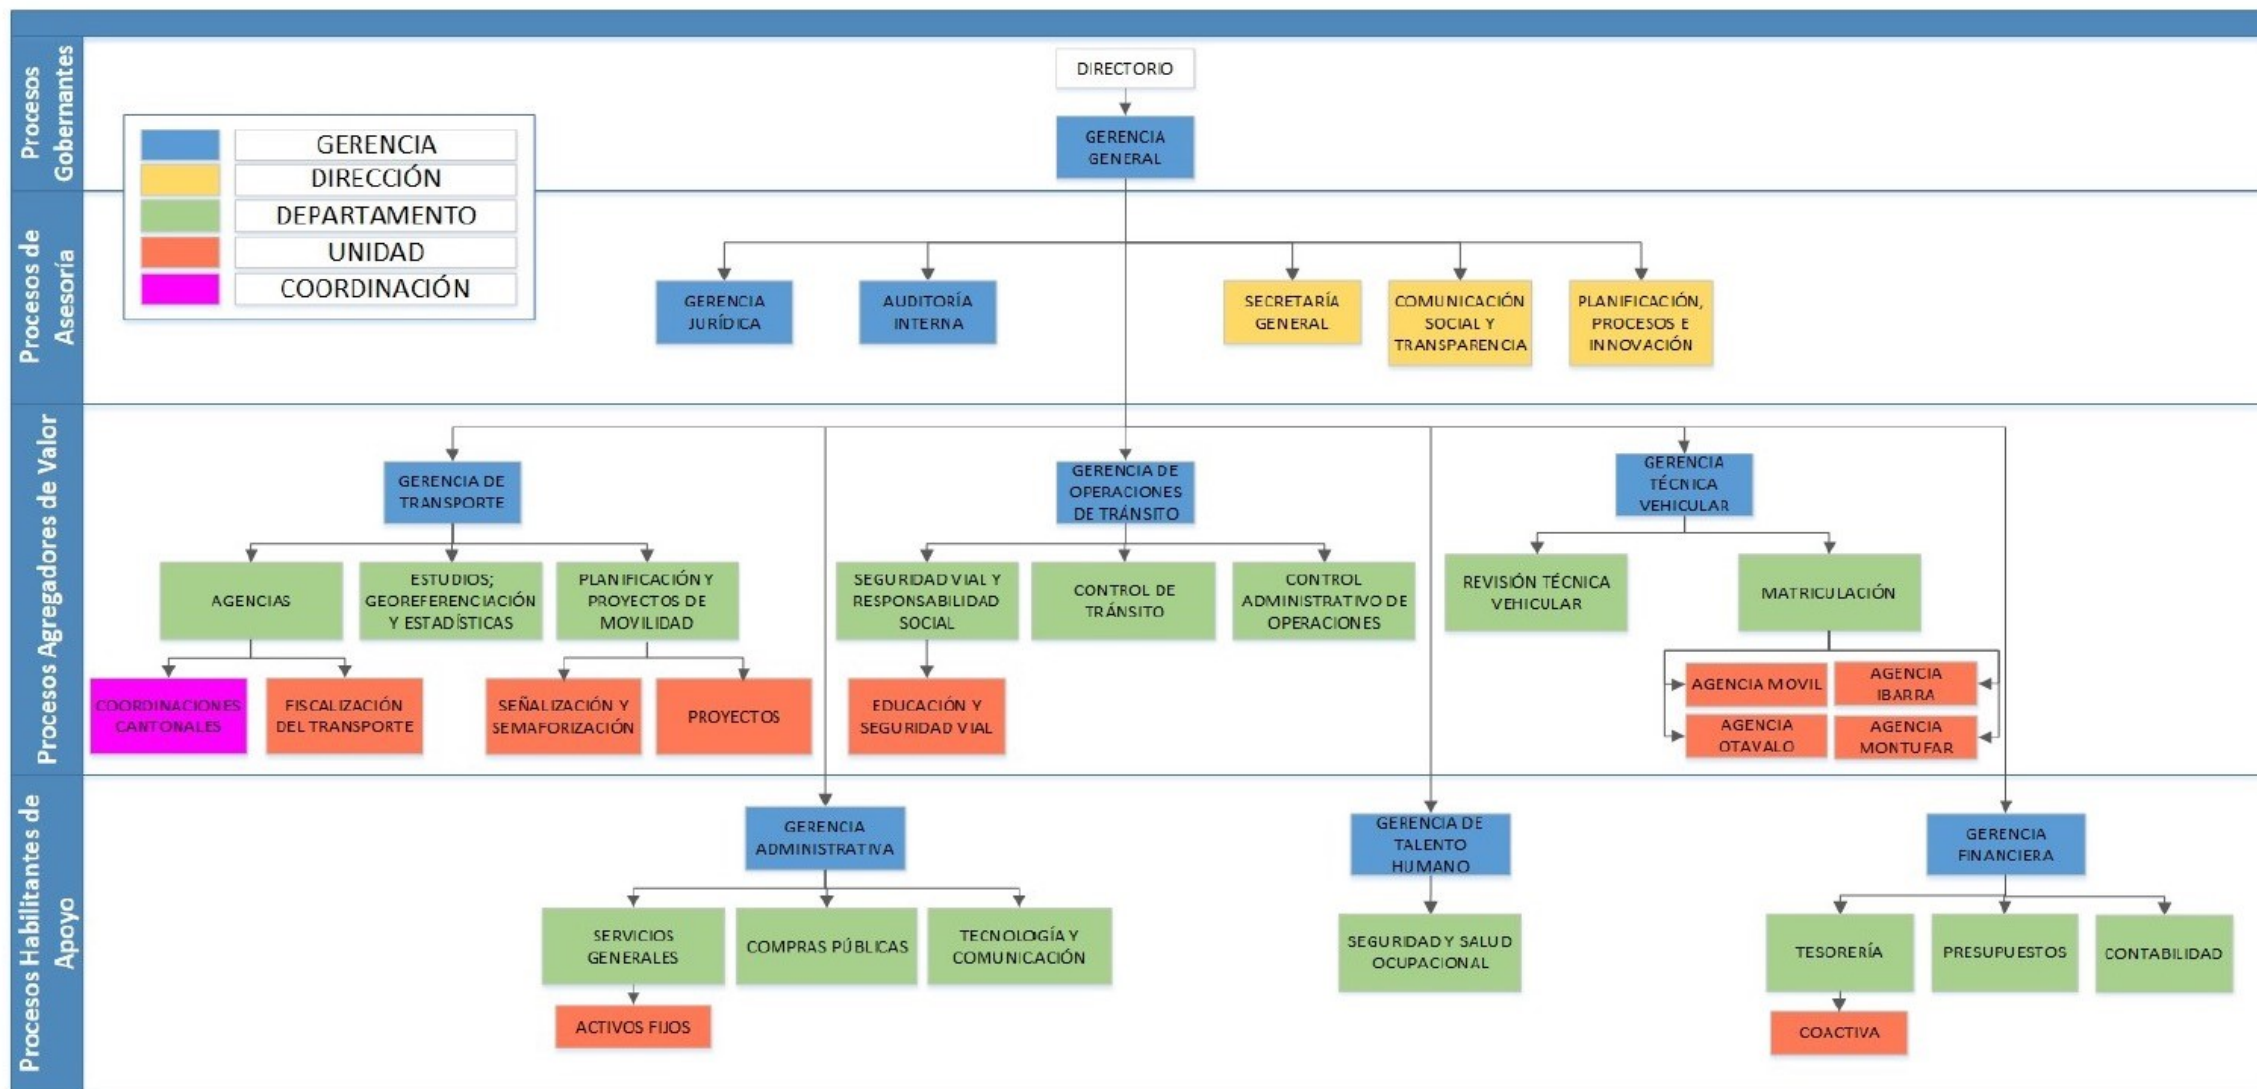 Procesos
Gobernantes
DIRECTORIO
GERENCIA
GENERAL
GERENCIA
DIRECCIÓN
DEPARTAMENTO
UNIDAD
COORDINACIÓN
Procesos de
Asesoría
GERENCIA
JURÍDICA
AUDITORÍA
INTERNA
SECRETARÍA
GENERAL
COMUNICACIÓN
SOCIAL Y
TRANSPARENCIA
PLANIFICACIÓN,
PROCESOS E
INNOVACIÓN
Procesos Agregadores de Valor
GERENCIA DE
TRANSPORTE
GERENCIA DE
OPERACIONES
DE TRÁNSITO
GERENCIA
TÉCNICA
VEHICULAR
AGENCIAS
ESTUDIOS;
GEOREFERENCIACIÓN
Y ESTADÍSTICAS
PLANIFICACIÓN Y
PROYECTOS DE
MOVILIDAD
SEGURIDAD VIAL Y
RESPONSABILIDAD
SOCIAL
CONTROL DE
TRÁNSITO
CONTROL
ADMINISTRATIVO DE
OPERACIONES
REVISIÓN TÉCNICA
VEHICULAR
MATRICULACIÓN
COORDINACIONES
CANTONALES
FISCALIZACIÓN
DEL TRANSPORTE
SEÑALIZACIÓN Y
SEMAFORIZACIÓN
PROYECTOS
EDUCACIÓN Y
SEGURIDAD VIAL
AGENCIA MOVIL
AGENCIA
IBARRA
AGENCIA
OTAVALO
AGENCIA
MONTUFAR
Procesos Habilitantes de
Apoyo
GERENCIA
ADMINISTRATIVA
GERENCIA DE
TALENTO
HUMANO
GERENCIA
FINANCIERA
SERVICIOS
GENERALES
COMPRAS PÚBLICAS
TECNOLOGÍA Y
COMUNICACIÓN
SEGURIDAD Y SALUD
OCUPACIONAL
TESORERÍA
PRESUPUESTOS
CONTABILIDAD
ACTIVOS FIJOS
COACTIVA